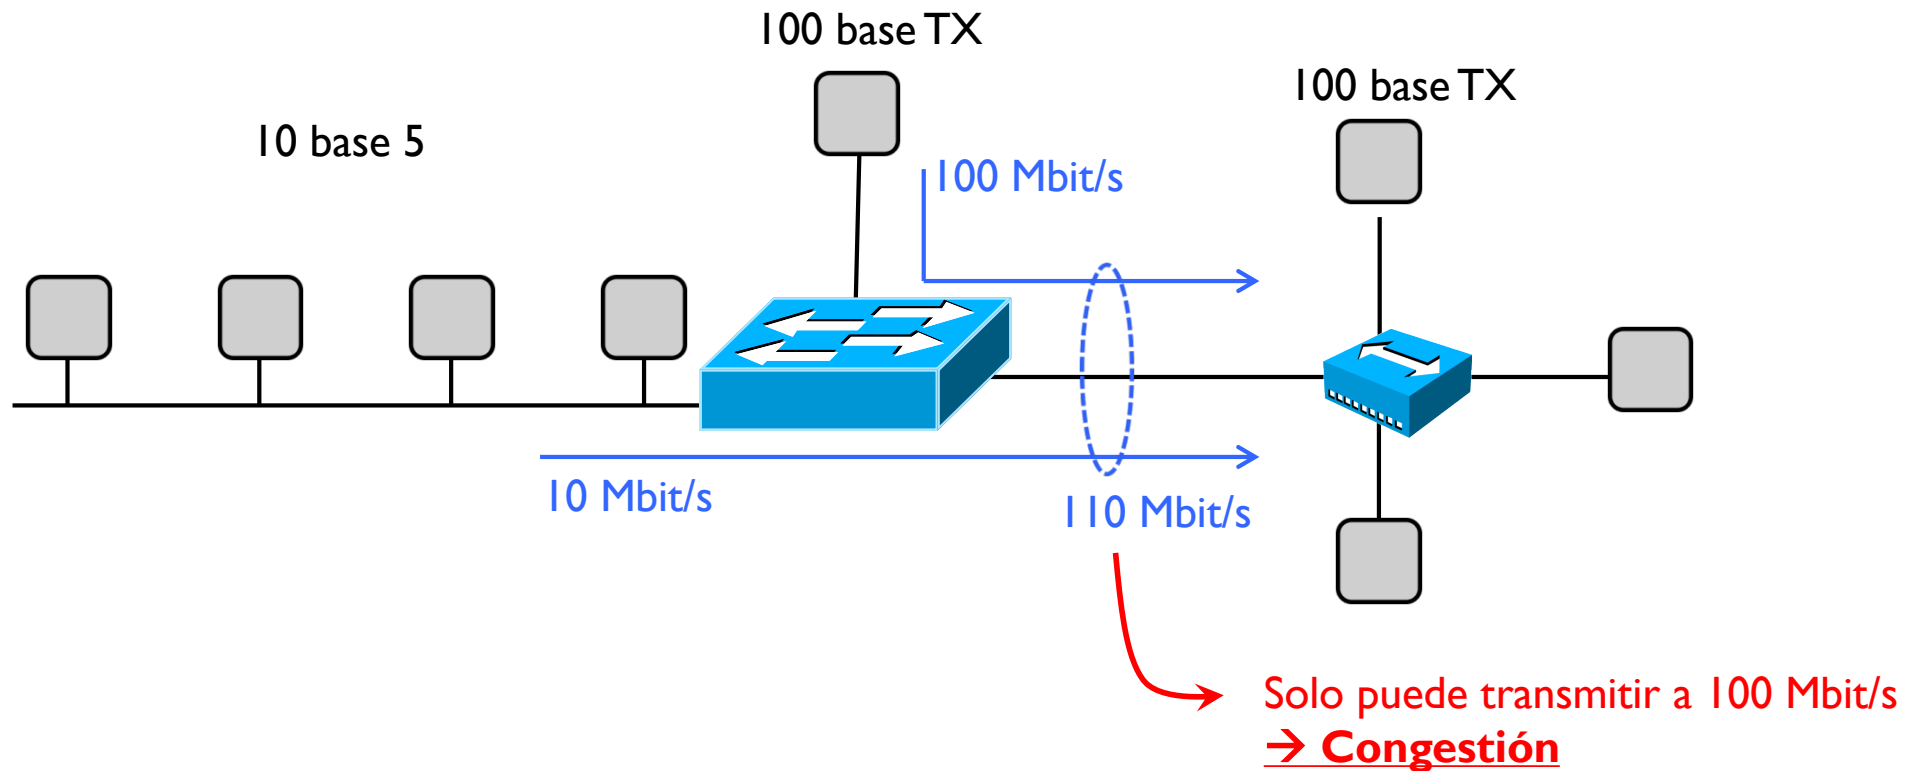 100 base TX
100 base TX
10 base 5
100 Mbit/s
10 Mbit/s
110 Mbit/s
Solo puede transmitir a 100 Mbit/s
→ Congestión